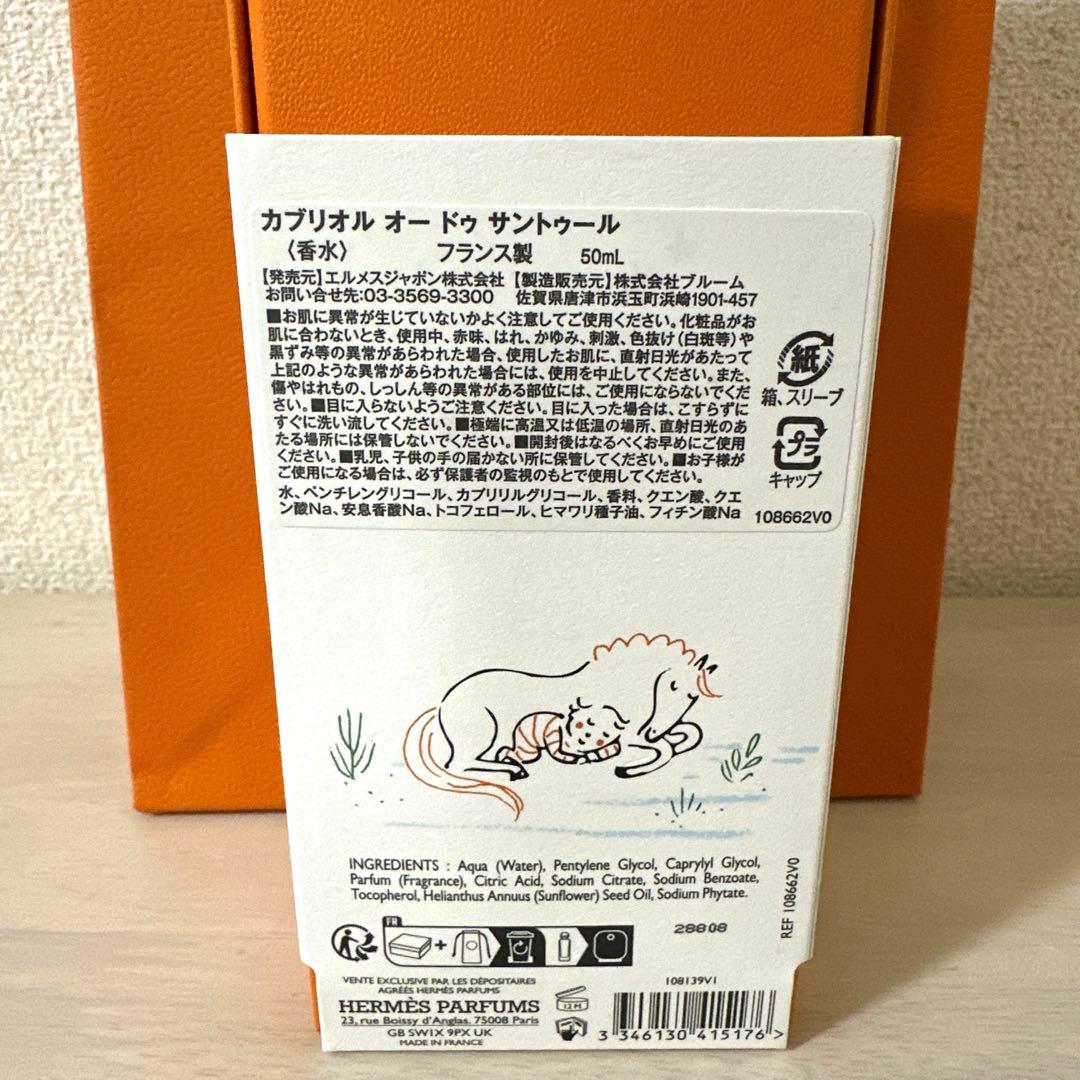 カブリオル オー ドゥ サントゥール
〈香水〉 フランス製 50mL
【発売元】エルメスジャポン株式会社 【製造販売元】株式会社ブルーム
お問い合せ先:03-3569-3300 佐賀県唐津市浜玉町浜崎1901-457
■お肌に異常が生じていないかよく注意してご使用ください。化粧品がお
肌に合わないとき、使用中、赤味、はれ、かゆみ、刺激、色抜け(白斑等)や
黒ずみ等の異常があらわれた場合、使用したお肌に、直射日光があたって
上記のような異常があらわれた場合には、使用を中止してください。また、
傷やはれもの、しっしん等の異常がある部位には、ご使用にならないでくだ
さい。■目に入らないようご注意ください。目に入った場合は、こすらずに
すぐに洗い流してください。■極端に高温又は低温の場所、直射日光のあ
たる場所には保管しないでください。■開封後はなるべくお早めにご使用
ください。■乳児、子供の手の届かない所に保管してください。■お子様が
ご使用になる場合は、必ず保護者の監視のもとで使用してください。
水、ペンチレングリコール、カプリリルグリコール、香料、クエン酸、クエ
ン酸Na、安息香酸Na、トコフェロール、ヒマワリ種子油、フィチン酸Na
108662V0
紙
箱、スリーブ
プラ
キャップ
INGREDIENTS : Aqua (Water), Pentylene Glycol, Caprylyl Glycol,
Parfum (Fragrance), Citric Acid, Sodium Citrate, Sodium Benzoate,
Tocopherol, Helianthus Annuus (Sunflower) Seed Oil, Sodium Phytate.
REF 108662V0
28808
FR
+
VENTE EXCLUSIVE PAR LES DÉPOSITAIRES
AGRÉÉS HERMÈS PARFUMS
HERMÈS PARFUMS
23, rue Boissy d'Anglas. 75008 Paris
GB SW1X 9PX UK
MADE IN FRANCE
12 M
108139V1
3 346130 415176 >